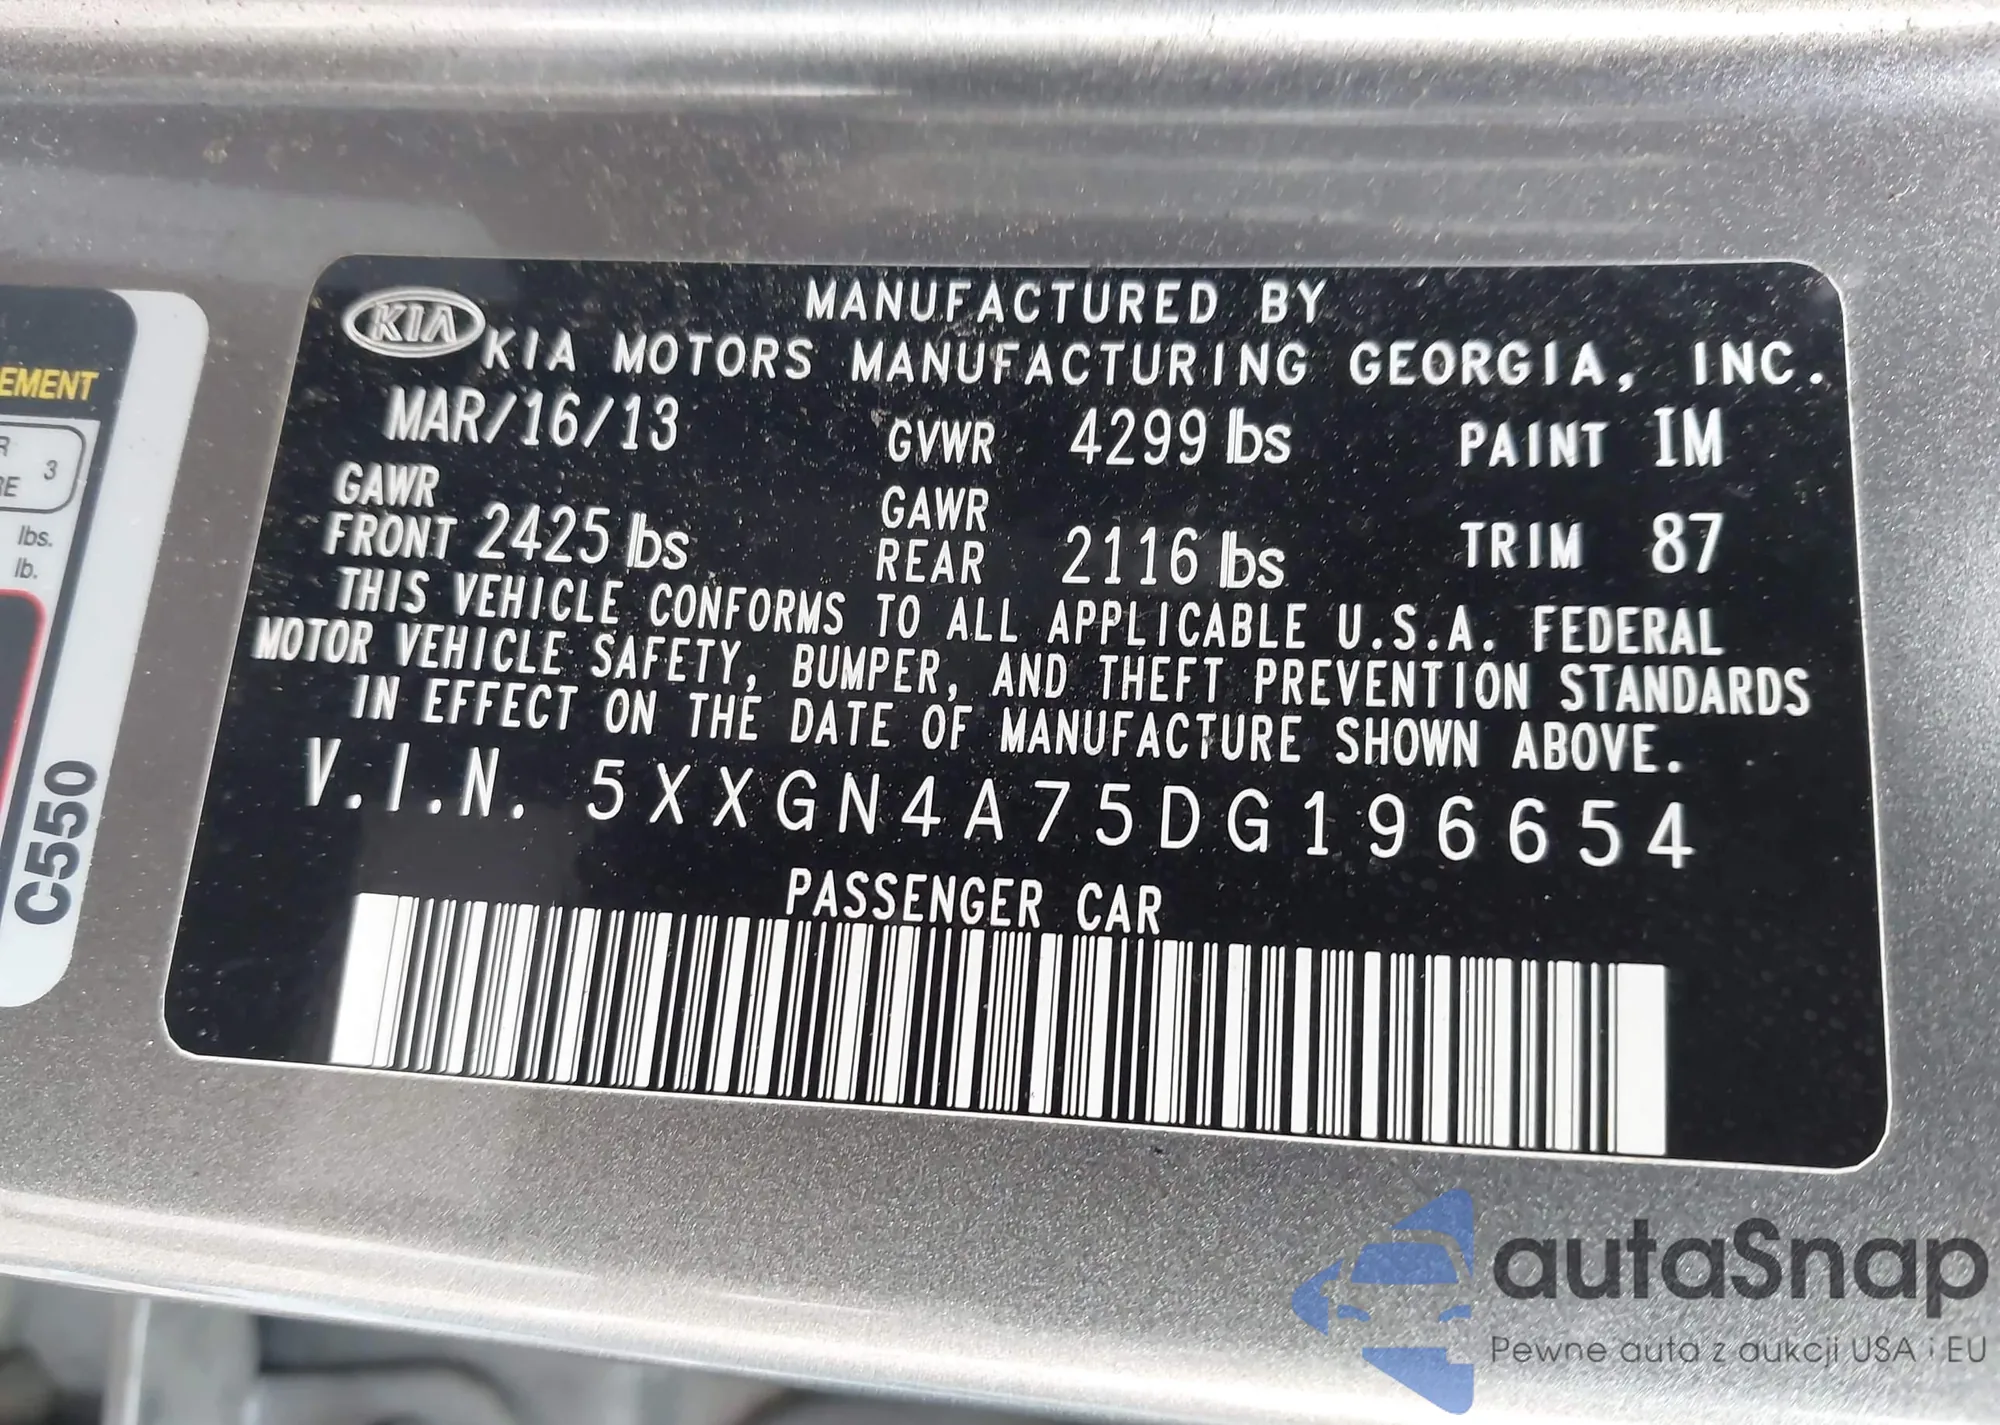 EMENT
R
RE 3
lbs.
lb.
C550
KIA
MANUFACTURED BY
KIA MOTORS MANUFACTURING GEORGIA, INC.
MAR/16/13 GVWR 4299 lbs PAINT IM
GAWR FRONT 2425 lbs GAWR REAR 2116 lbs TRIM 87
THIS VEHICLE CONFORMS TO ALL APPLICABLE U.S.A. FEDERAL
MOTOR VEHICLE SAFETY, BUMPER, AND THEFT PREVENTION STANDARDS
IN EFFECT ON THE DATE OF MANUFACTURE SHOWN ABOVE.
V.I.N. 5XXGN4A75DG196654
PASSENGER CAR
autaSnap
Pewne auta z aukcji USA i EU